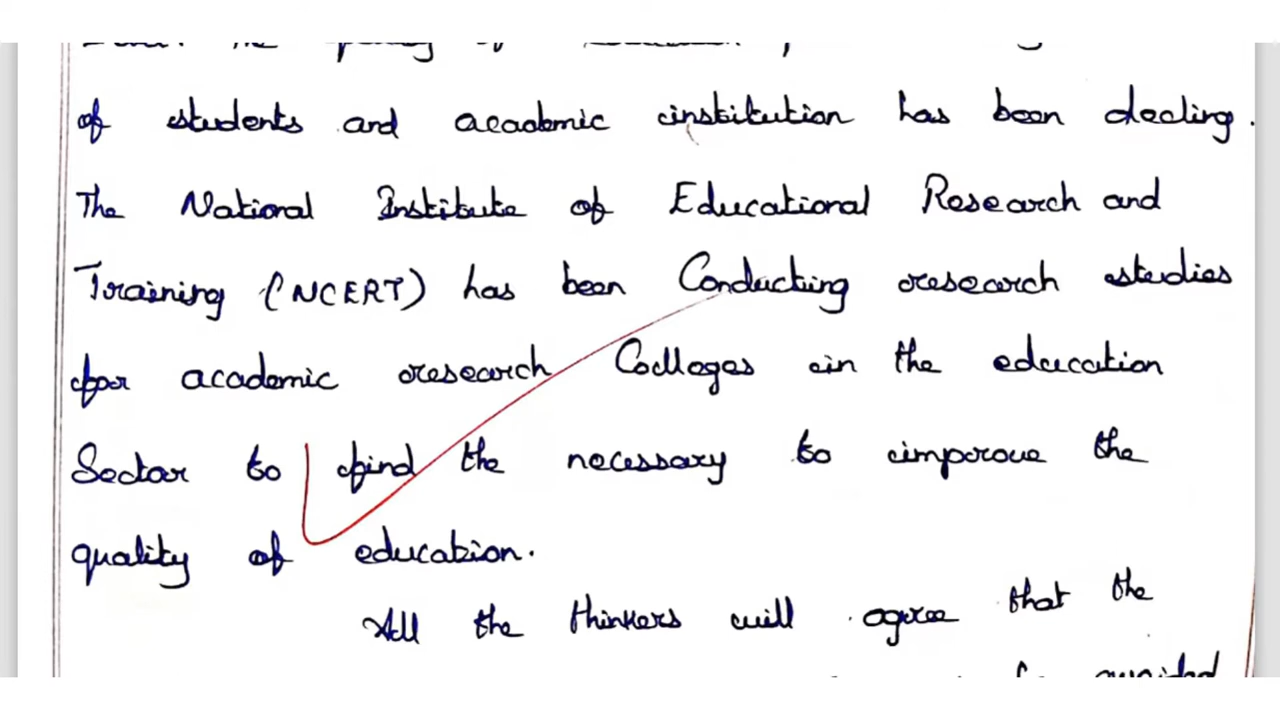 of students and academic institution has been decling.
The National Institute of Educational Research and
Training (NCERT) has been Conducting research studies
for academic research Colleges in the education
Sector to find the necessary to improve the
quality of education.
All the thinkers will agree that the